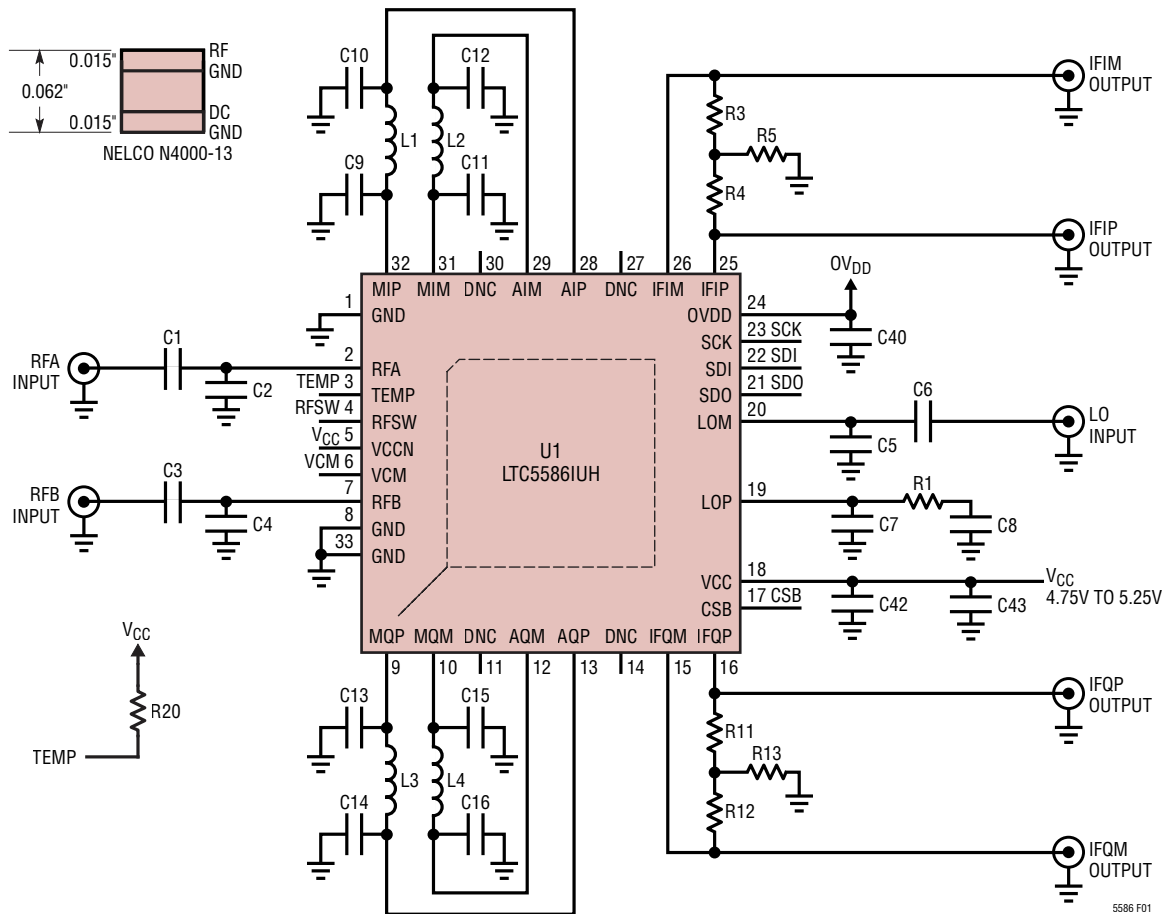 RF
0.015"
GND
0.062"
DC
0.015"
GND
NELCO N4000-13
C10
C12
L1
L2
C9
C11
R3
R5
R4
IFIM
OUTPUT
IFIP
OUTPUT
32 31 30 29 28 27 26 25
MIP MIM DNC AIM AIP DNC IFIM IFIP
OVDD
1
GND
24
OVDD
C40
23 SCK
SCK
22 SDI
SDI
21 SDO
SDO
RFA
INPUT
C1
C2
2
RFA
TEMP 3
TEMP
RFSW 4
RFSW
VCC 5
VCCN
VCM 6
VCM
20
LOM
C6
C5
LO
INPUT
U1
LTC5586IUH
RFB
INPUT
C3
C4
7
RFB
8
GND
33
GND
19
LOP
R1
C7
C8
18
VCC
VCC
4.75V TO 5.25V
17 CSB
CSB
C42
C43
MQP MQM DNC AQM AQP DNC IFQM IFQP
9 10 11 12 13 14 15 16
VCC
R20
TEMP
C13
C15
L3
L4
C14
C16
R11
R13
R12
IFQP
OUTPUT
IFQM
OUTPUT
5586 F01